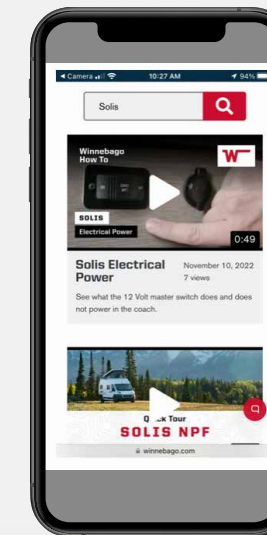 ◄ Camera 10:27 AM 94%
Solis
Winnebago
How To
W
SOLIS
Electrical Power
0:49
Solis Electrical
Power
November 10, 2022
7 views
See what the 12 Volt master switch does and does
not power in the coach.
Tour
SOLIS NPF
winnebago.com